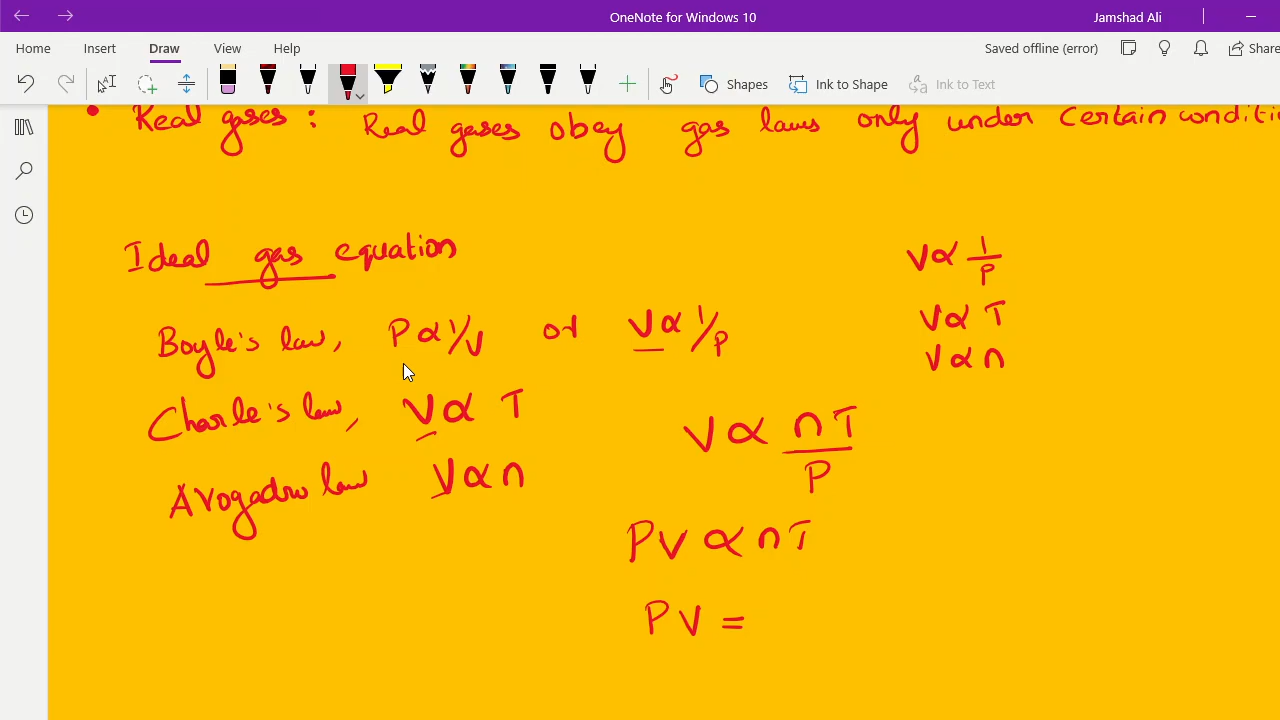 OneNote for Windows 10
Jamshad Ali
Home Insert Draw View Help
Saved offline (error)
Share
Shapes
Ink to Shape
Ink to Text
• Real gases : Real gases obey gas laws only under certain conditi
Ideal gas equation
Boyle's law, P∝1/V or V∝1/P
Charle's law, V∝T
Avogadro law V∝n
V∝1/P
V∝T
V∝n
V∝nT/P
PV∝nT
PV =